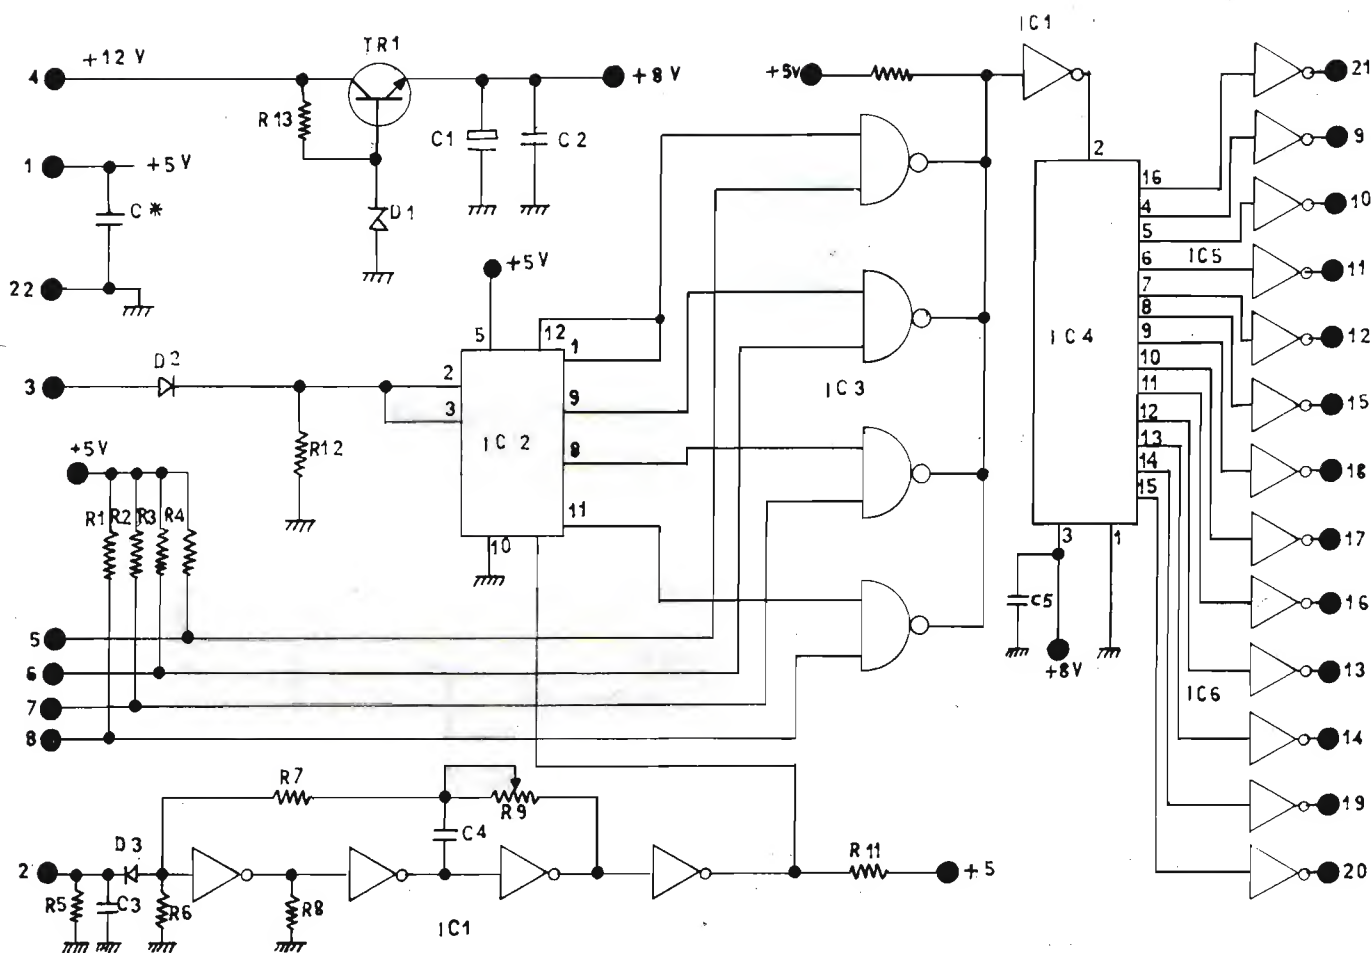 IC1
TR1
4 +12 V
+8 V
+5V
21
R13
C1
C2
9
1 +5 V
2
16
C*
D1
4
10
5
22
+5 V
6
IC5
11
7
5
12
1
8
IC4
12
D2
9
3
2
10
IC3
15
3
9
11
R12
IC2
12
+5V
8
13
18
14
R1 R2 R3 R4
11
15
10
3
1
17
C5
16
5
+8V
6
13
IC6
7
8
14
R7
R9
19
C4
D3
2
R11
+5
20
R5
C3
R6
R8
IC1